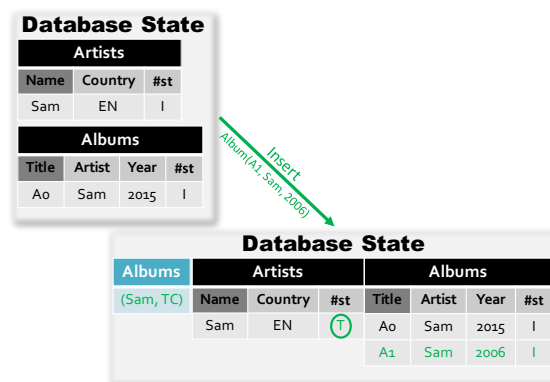 Database State
Artists
Name Country #st
Sam EN I
Albums
Title Artist Year #st
A0 Sam 2015 I
Insert
Album(A1, Sam, 2006)
Database State
Albums Artists Albums
(Sam, TC) Name Country #st Title Artist Year #st
Sam EN T A0 Sam 2015 I
A1 Sam 2006 I